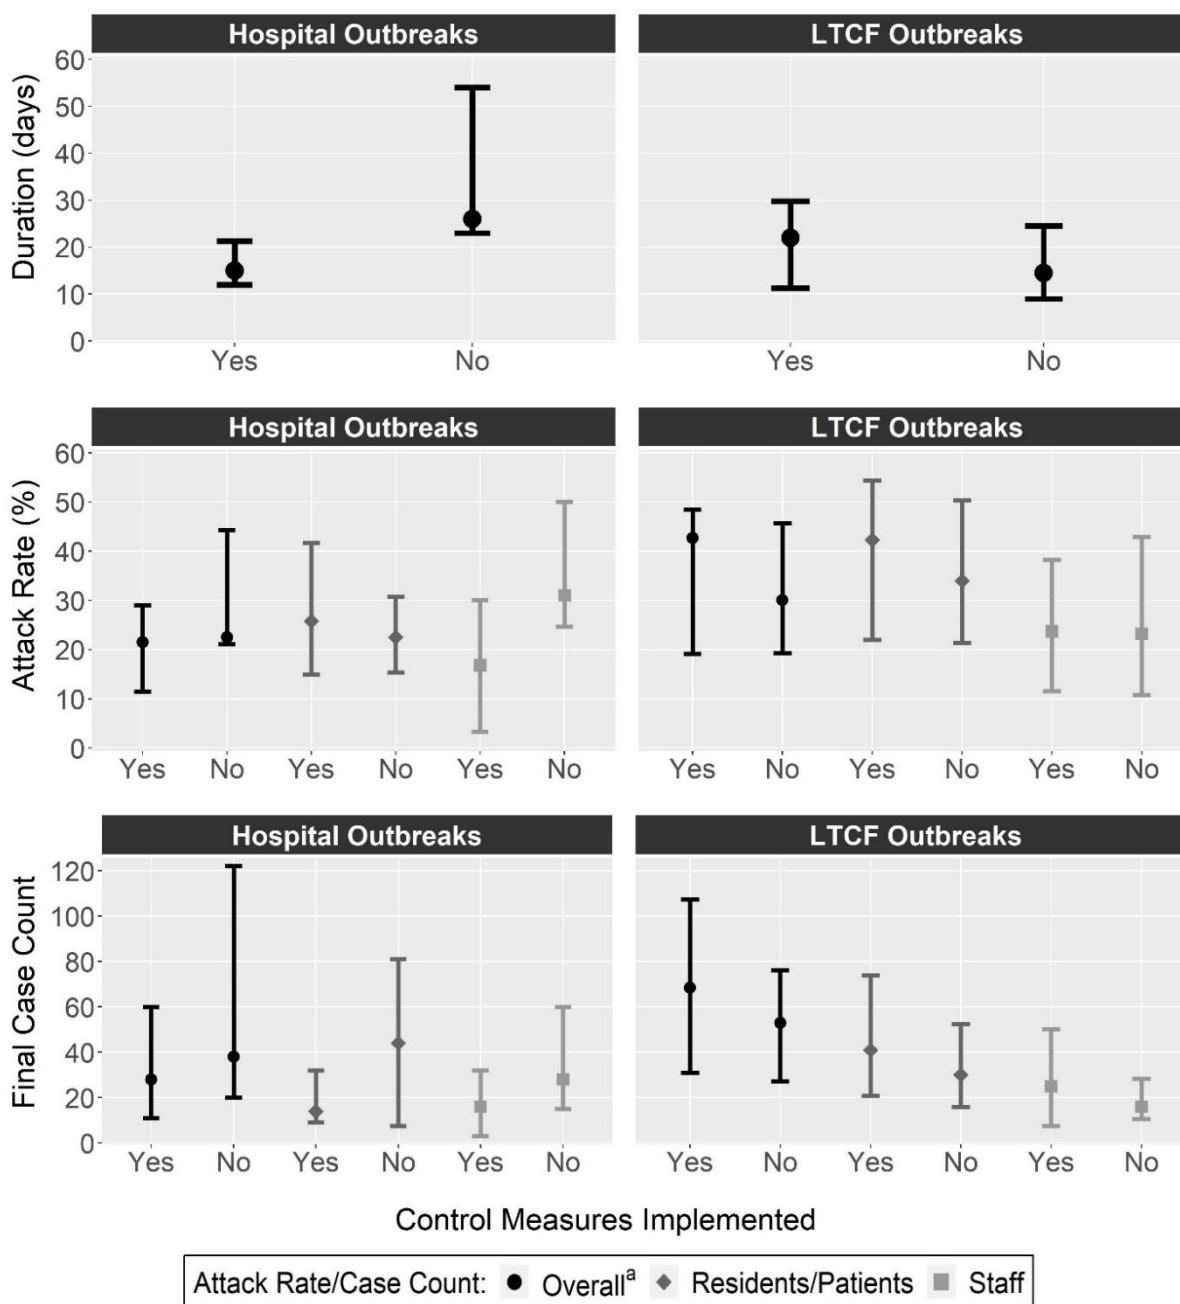 Hospital Outbreaks
LTCF Outbreaks
Duration (days)
60
50
40
30
20
10
0
Yes No
Yes No
Hospital Outbreaks
LTCF Outbreaks
Attack Rate (%)
60
50
40
30
20
10
0
Yes No Yes No Yes No
Yes No Yes No Yes No
Hospital Outbreaks
LTCF Outbreaks
Final Case Count
120
100
80
60
40
20
0
Yes No Yes No Yes No
Yes No Yes No Yes No
Control Measures Implemented
Attack Rate/Case Count: Overallᵃ Residents/Patients Staff